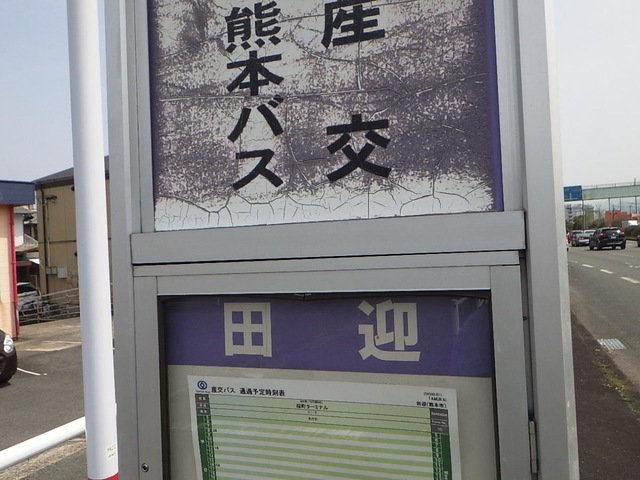 産交
熊本バス
田迎
産交バス 通過予定時刻表
桜町ターミナル